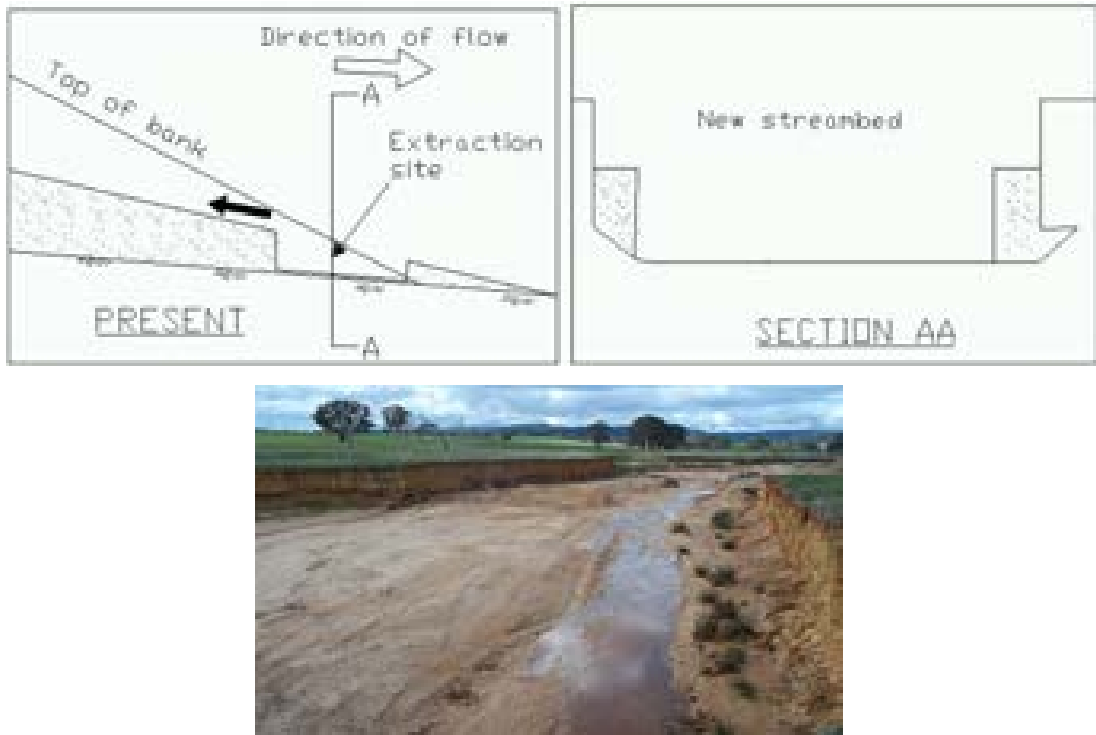 Direction of flow
A
Top of bank
Extraction
site
New streambed
PRESENT
A
SECTION AA